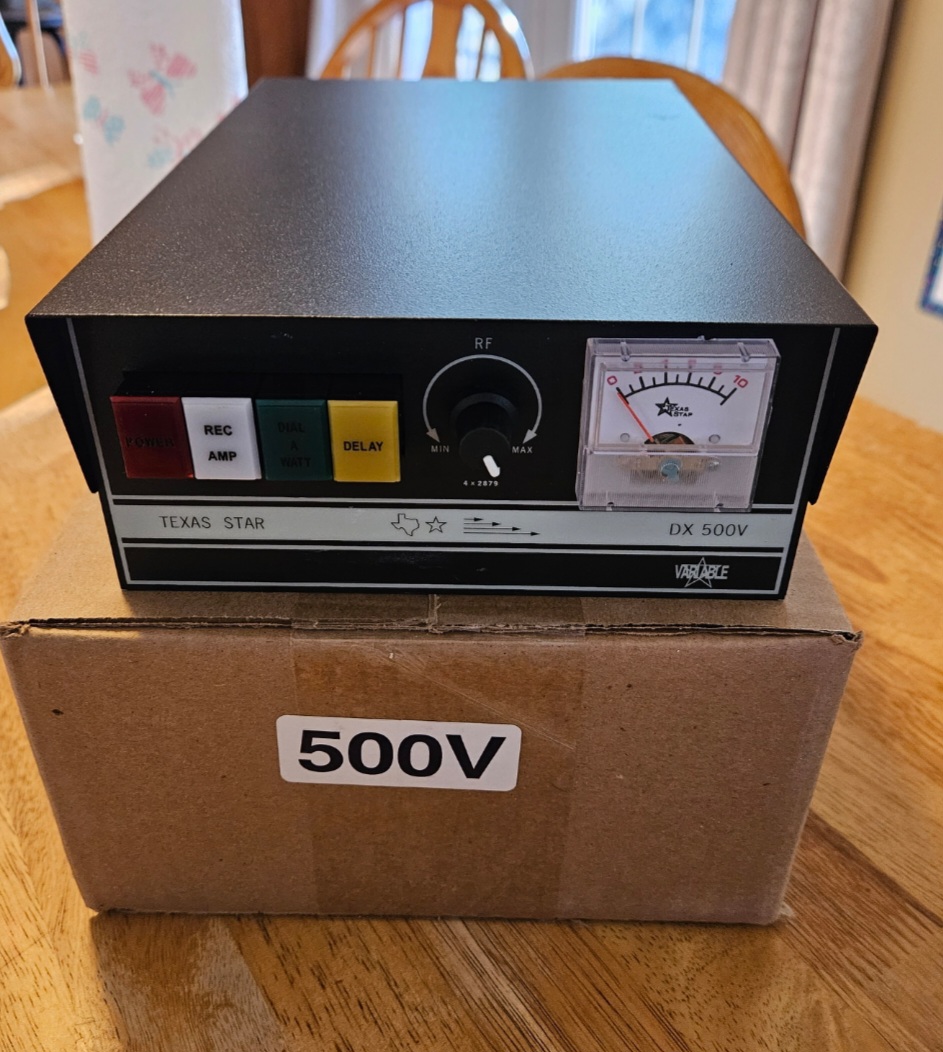 RF
POWER
REC
AMP
DIAL
A
WATT
DELAY
MIN
MAX
4 x 2879
0
10
TEXAS
STAR
TEXAS STAR
DX 500V
VARIABLE
500V